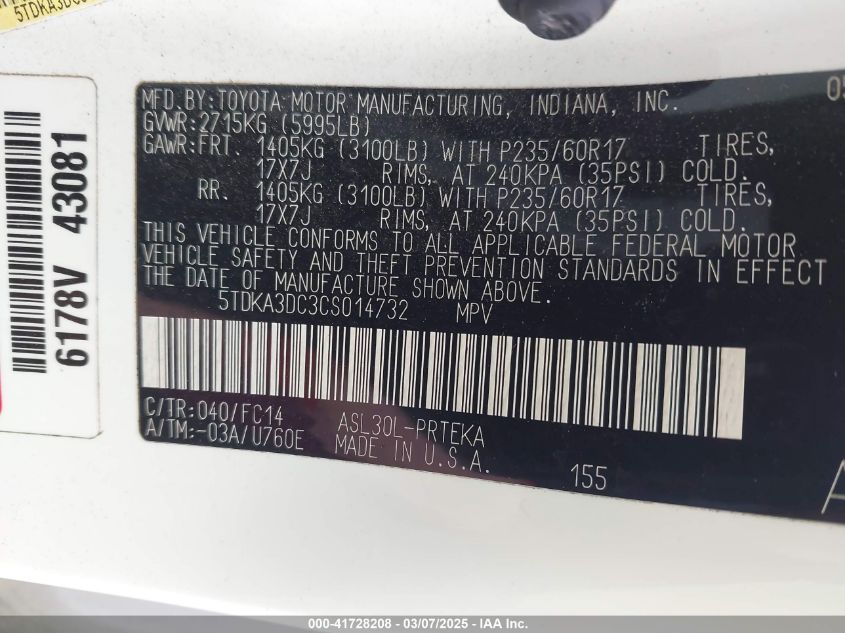 5TDKA3DC
MFD.BY:TOYOTA MOTOR MANUFACTURING, INDIANA, INC. 05
GVWR:2715KG (5995LB)
GAWR:FRT. 1405KG (3100LB) WITH P235/60R17 TIRES,
17X7J RIMS, AT 240KPA (35PSI) COLD.
RR. 1405KG (3100LB) WITH P235/60R17 TIRES,
17X7J RIMS, AT 240KPA (35PSI) COLD.
THIS VEHICLE CONFORMS TO ALL APPLICABLE FEDERAL MOTOR
VEHICLE SAFETY AND THEFT PREVENTION STANDARDS IN EFFECT
THE DATE OF MANUFACTURE SHOWN ABOVE.
5TDKA3DC3CS014732 MPV
C/TR:040/FC14 ASL30L-PRTEKA
A/TM:-03A/U760E MADE IN U.S.A.
155
A
6178V 43081
000-41728208 - 03/07/2025 - IAA Inc.